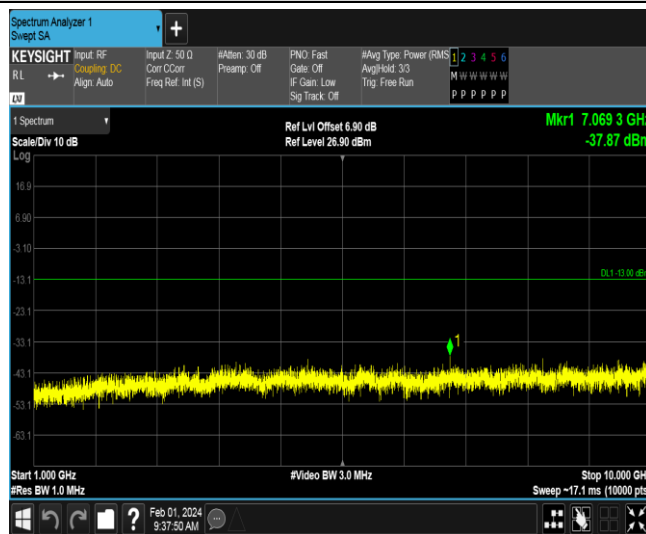 Spectrum Analyzer 1
Swept SA
+
KEYSIGHT
RL
LXI
Input: RF
Coupling: DC
Align: Auto
Input Z: 50 Ω
Corr CCorr
Freq Ref: Int (S)
#Atten: 30 dB
Preamp: Off
PNO: Fast
Gate: Off
IF Gain: Low
Sig Track: Off
#Avg Type: Power (RMS
Avg|Hold: 3/3
Trig: Free Run
1 2 3 4 5 6
M W W W W W
P P P P P P
1 Spectrum
Scale/Div 10 dB
Log
Ref Lvl Offset 6.90 dB
Ref Level 26.90 dBm
Mkr1 7.069 3 GHz
-37.87 dBm
16.9
6.90
-3.10
-13.1
DL1 -13.00 dBm
-23.1
-33.1
1
-43.1
-53.1
-63.1
Start 1.000 GHz
#Res BW 1.0 MHz
#Video BW 3.0 MHz
Stop 10.000 GH
Sweep ~17.1 ms (10000 pts
?
Feb 01, 2024
9:37:50 AM